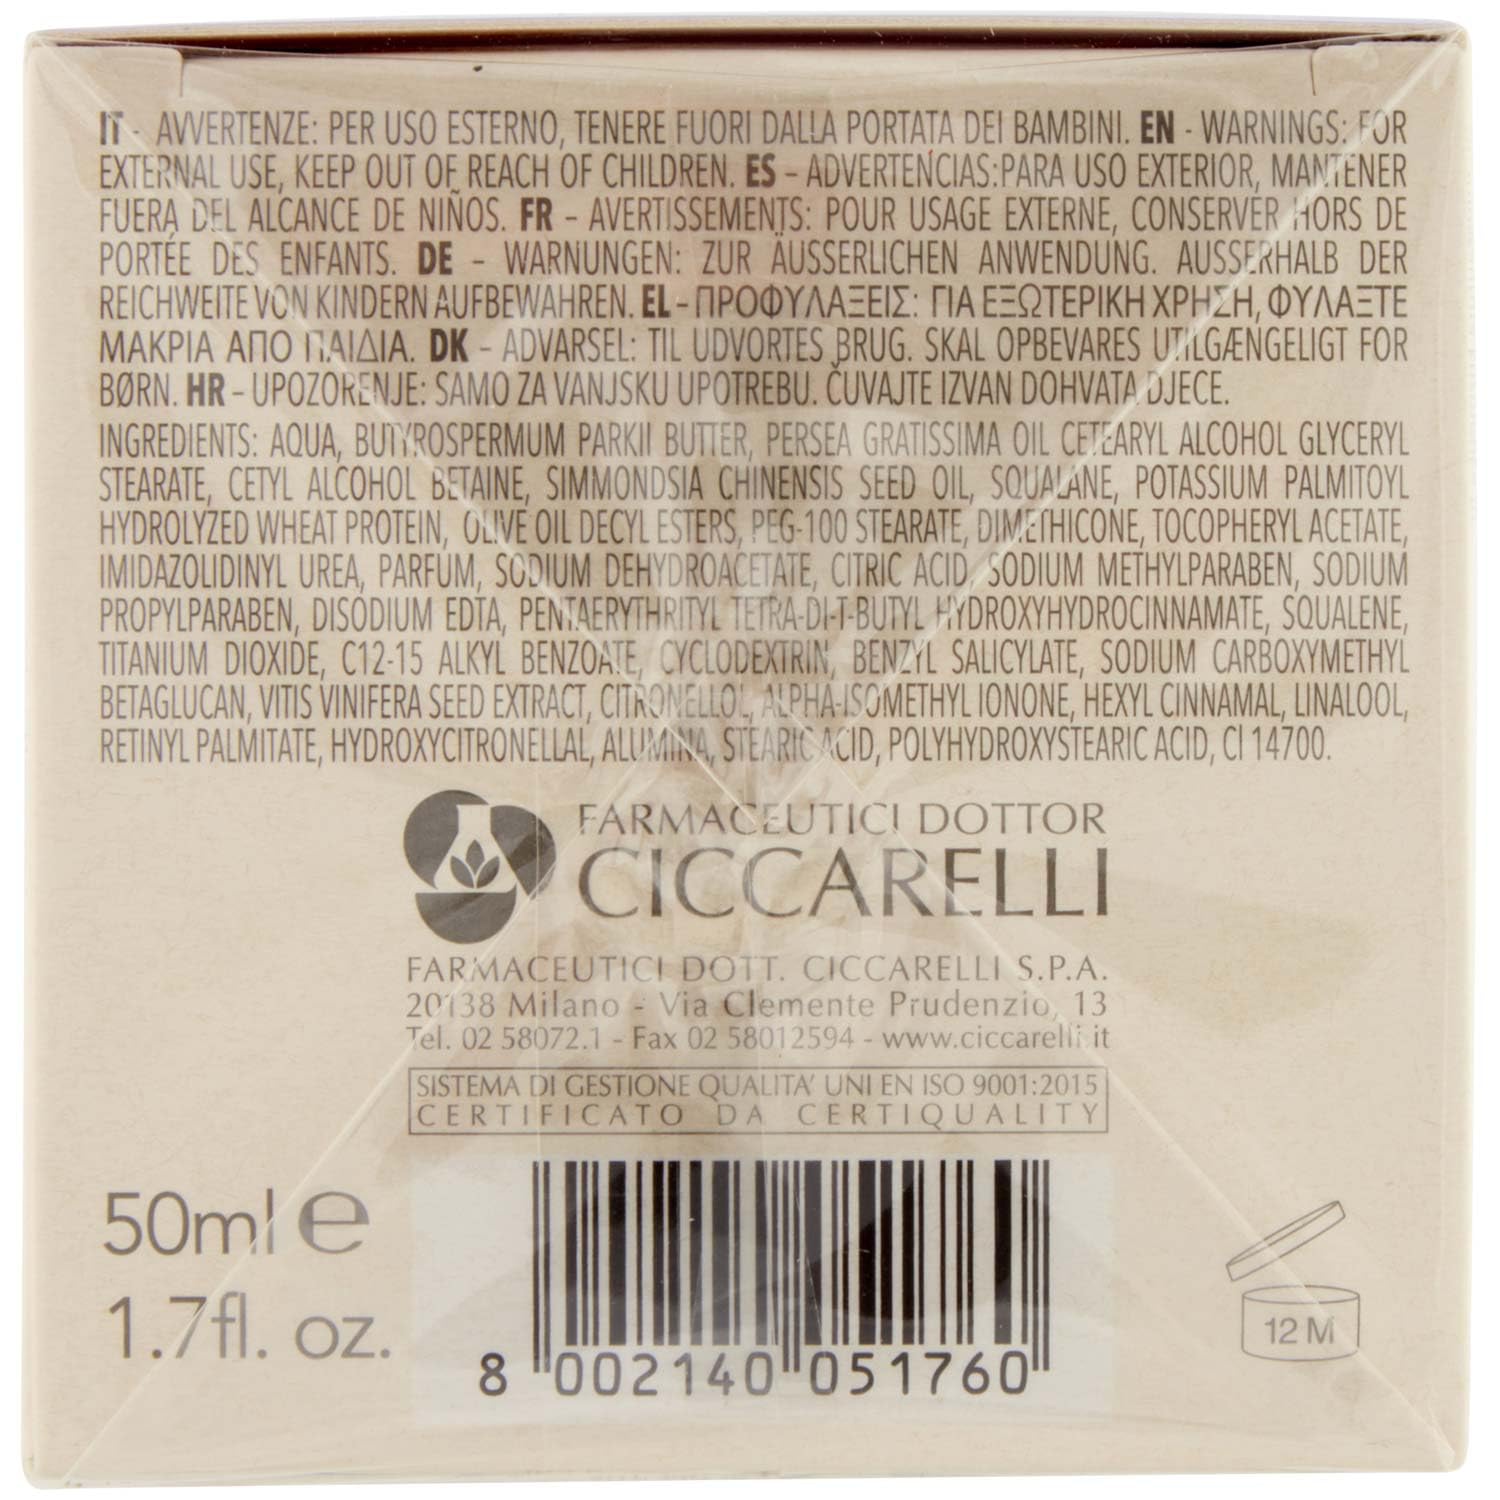 IT - AVVERTENZE: PER USO ESTERNO, TENERE FUORI DALLA PORTATA DEI BAMBINI. EN - WARNINGS: FOR
EXTERNAL USE, KEEP OUT OF REACH OF CHILDREN. ES - ADVERTENCIAS:PARA USO EXTERIOR, MANTENER
FUERA DEL ALCANCE DE NIÑOS. FR - AVERTISSEMENTS: POUR USAGE EXTERNE, CONSERVER HORS DE
PORTÉE DES ENFANTS. DE - WARNUNGEN: ZUR ÄUSSERLICHEN ANWENDUNG. AUSSERHALB DER
REICHWEITE VON KINDERN AUFBEWAHREN. EL - ΠΡΟΦΥΛΑΞΕΙΣ: ΓΙΑ ΕΞΩΤΕΡΙΚΗ ΧΡΗΣΗ, ΦΥΛΑΞΤΕ
ΜΑΚΡΙΑ ΑΠΟ ΠΑΙΔΙΑ. DK - ADVARSEL: TIL UDVORTES BRUG. SKAL OPBEVARES UTILGÆNGELIGT FOR
BØRN. HR - UPOZORENJE: SAMO ZA VANJSKU UPOTREBU. ČUVAJTE IZVAN DOHVATA DJECE.
INGREDIENTS: AQUA, BUTYROSPERMUM PARKII BUTTER, PERSEA GRATISSIMA OIL CETEARYL ALCOHOL GLYCERYL
STEARATE, CETYL ALCOHOL BETAINE, SIMMONDSIA CHINENSIS SEED OIL, SQUALANE, POTASSIUM PALMITOYL
HYDROLYZED WHEAT PROTEIN, OLIVE OIL DECYL ESTERS, PEG-100 STEARATE, DIMETHICONE, TOCOPHERYL ACETATE,
IMIDAZOLIDINYL UREA, PARFUM, SODIUM DEHYDROACETATE, CITRIC ACID, SODIUM METHYLPARABEN, SODIUM
PROPYLPARABEN, DISODIUM EDTA, PENTAERYTHRITYL TETRA-DI-T-BUTYL HYDROXYHYDROCINNAMATE, SQUALENE,
TITANIUM DIOXIDE, C12-15 ALKYL BENZOATE, CYCLODEXTRIN, BENZYL SALICYLATE, SODIUM CARBOXYMETHYL
BETAGLUCAN, VITIS VINIFERA SEED EXTRACT, CITRONELLOL, ALPHA-ISOMETHYL IONONE, HEXYL CINNAMAL, LINALOOL,
RETINYL PALMITATE, HYDROXYCITRONELLAL, ALUMINA, STEARIC ACID, POLYHYDROXYSTEARIC ACID, CI 14700.
FARMACEUTICI DOTTOR
CICCARELLI
FARMACEUTICI DOTT. CICCARELLI S.P.A.
20138 Milano - Via Clemente Prudenzio, 13
Tel. 02 58072.1 - Fax 02 58012594 - www.ciccarelli.it
SISTEMA DI GESTIONE QUALITA' UNI EN ISO 9001:2015
CERTIFICATO DA CERTIQUALITY
50ml e
1.7fl. oz.
8 002140 051760
12 M